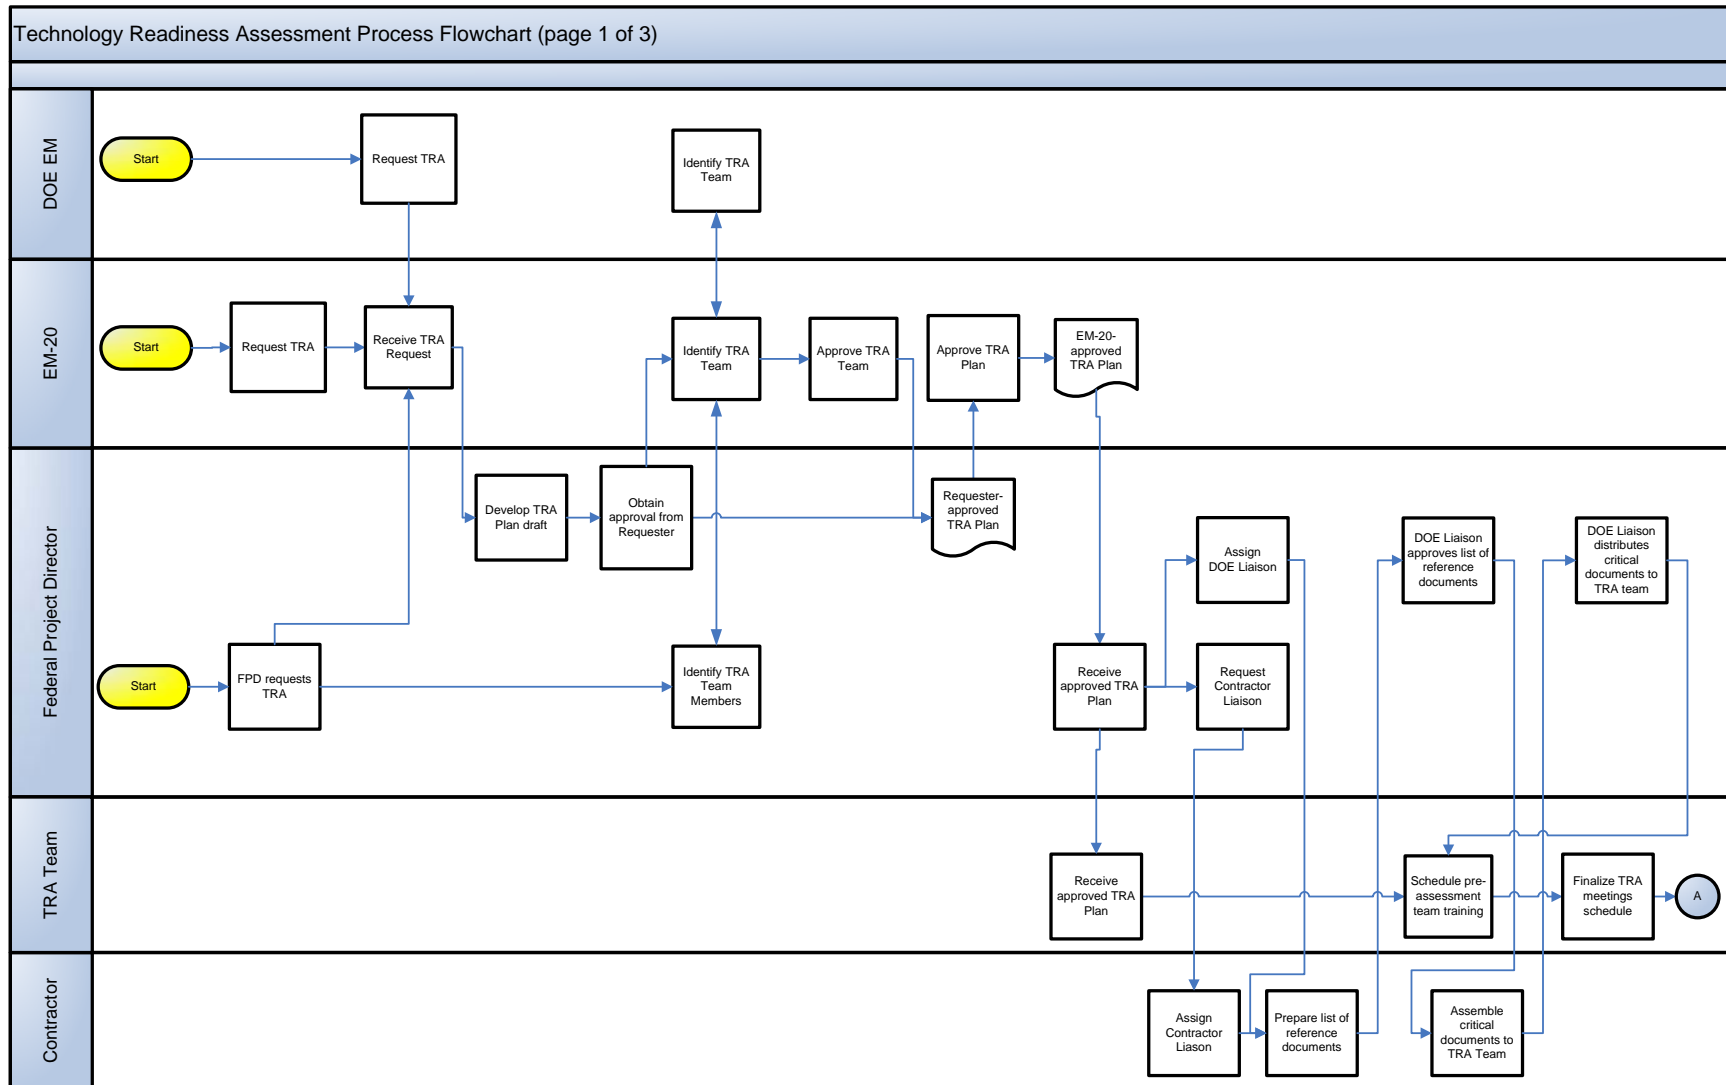 Technology Readiness Assessment Process Flowchart (page 1 of 3)
DOE EM
Start
Request TRA
Identify TRA
Team
EM-20
Start
Request TRA
Receive TRA
Request
Identify TRA
Team
Approve TRA
Team
Approve TRA
Plan
EM-20-
approved
TRA Plan
Federal Project Director
Develop TRA
Plan draft
Obtain
approval from
Requester
Requester-
approved
TRA Plan
Assign
DOE Liaison
DOE Liaison
approves list of
reference
documents
DOE Liaison
distributes
critical
documents to
TRA team
Start
FPD requests
TRA
Identify TRA
Team
Members
Receive
approved TRA
Plan
Request
Contractor
Liaison
TRA Team
Receive
approved TRA
Plan
Schedule pre-
assessment
team training
Finalize TRA
meetings
schedule
A
Contractor
Assign
Contractor
Liason
Prepare list of
reference
documents
Assemble
critical
documents to
TRA Team